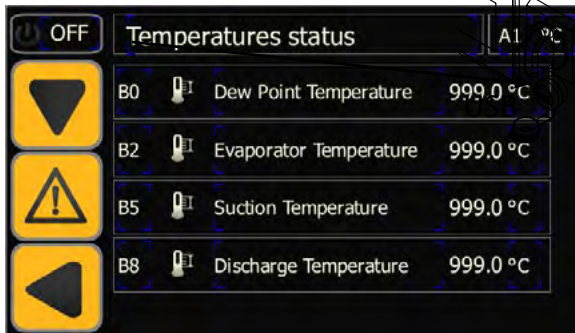 OFF Temperatures status A1 °C
B0 Dew Point Temperature 999.0 °C
USB
B2 Evaporator Temperature 999.0 °C
B5 Suction Temperature 999.0 °C
B8 Discharge Temperature 999.0 °C